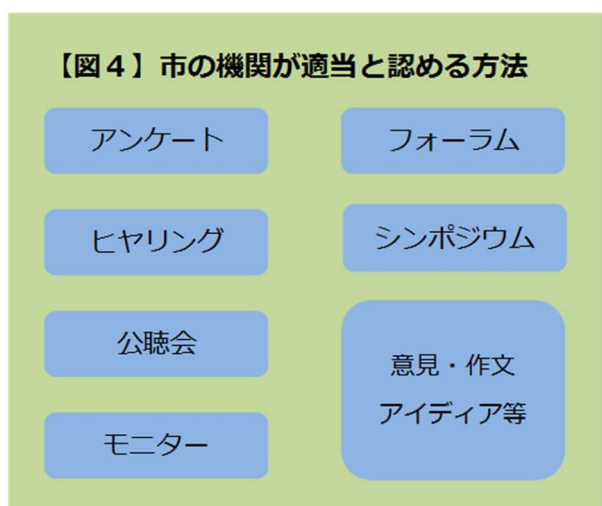 【図４】市の機関が適当と認める方法
アンケート
ヒヤリング
公聴会
モニター
フォーラム
シンポジウム
意見・作文
アイディア等